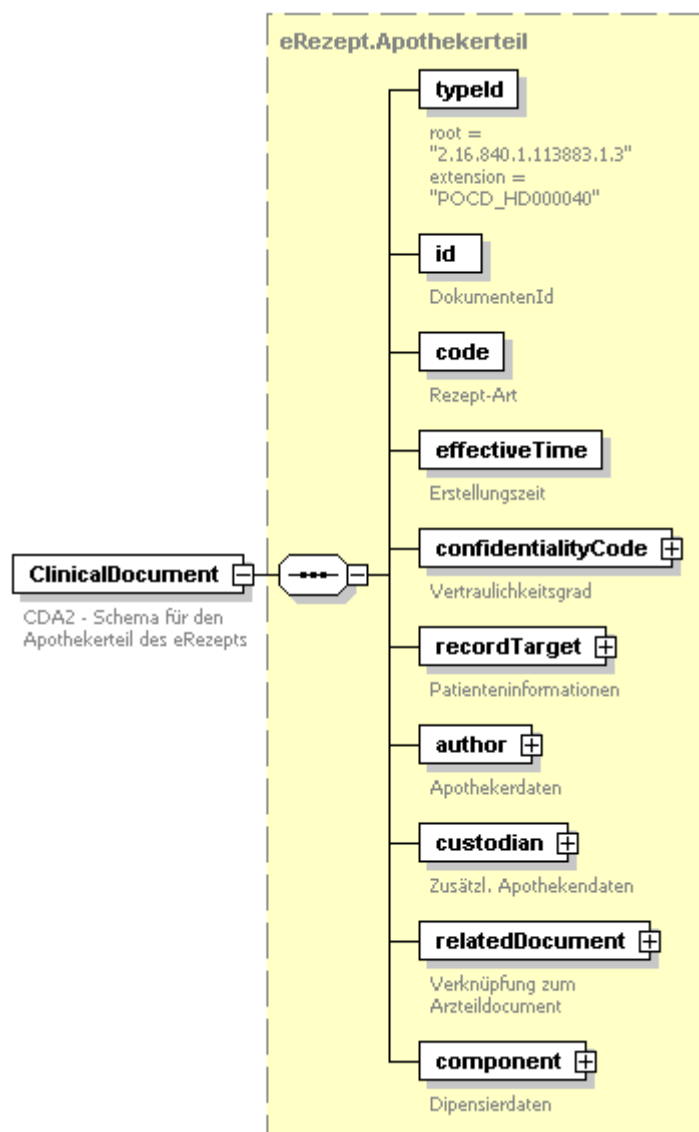 eRezept.Apothekerteil
typeId
root =
"2.16.840.1.113883.1.3"
extension =
"POCD_HD000040"
id
DokumentenId
code
Rezept-Art
effectiveTime
Erstellungszeit
confidentialityCode
Vertraulichkeitsgrad
ClinicalDocument
CDA2 - Schema für den
Apothekerteil des eRezepts
recordTarget
Patienteninformationen
author
Apothekerdaten
custodian
Zusätzl. Apothekendaten
relatedDocument
Verknüpfung zum
Arzteildocument
component
Dipensierdaten